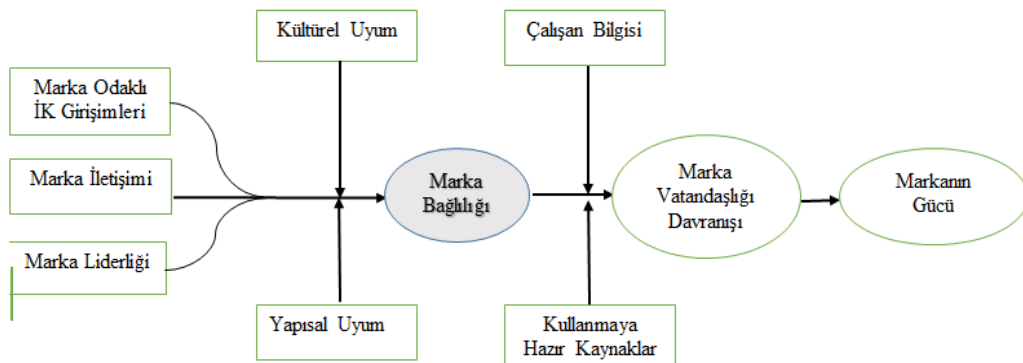 Kültürel Uyum
Çalışan Bilgisi
Marka Odaklı
İK Girişimleri
Marka İletişimi
Marka Liderliği
Marka
Bağlılığı
Marka
Vatandaşlığı
Davranışı
Markanın
Gücü
Yapısal Uyum
Kullanmaya
Hazır Kaynaklar